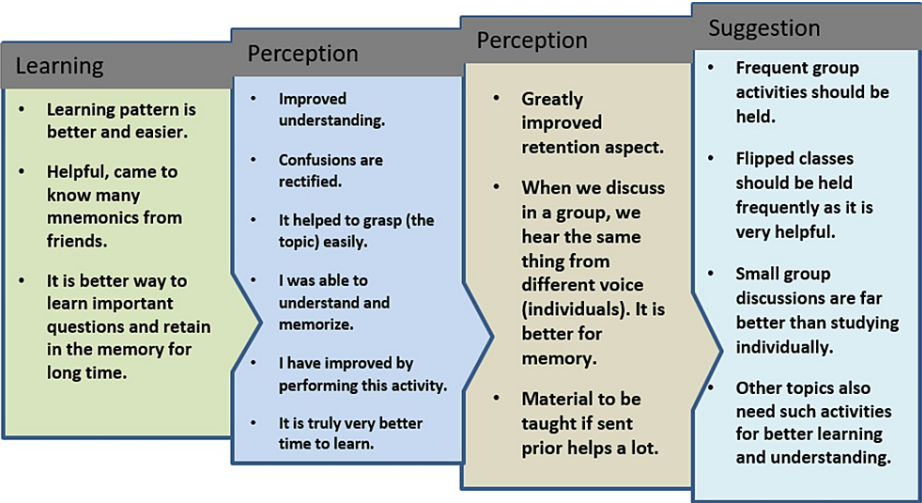 Learning
• Learning pattern is
better and easier.
• Helpful, came to
know many
mnemonics from
friends.
• It is better way to
learn important
questions and retain
in the memory for
long time.
Perception
• Improved
understanding.
• Confusions are
rectified.
• It helped to grasp (the
topic) easily.
• I was able to
understand and
memorize.
• I have improved by
performing this activity.
• It is truly very better
time to learn.
Perception
• Greatly
improved
retention aspect.
• When we discuss
in a group, we
hear the same
thing from
different voice
(individuals). It is
better for
memory.
• Material to be
taught if sent
prior helps a lot.
Suggestion
• Frequent group
activities should be
held.
• Flipped classes
should be held
frequently as it is
very helpful.
• Small group
discussions are far
better than studying
individually.
• Other topics also
need such activities
for better learning
and understanding.